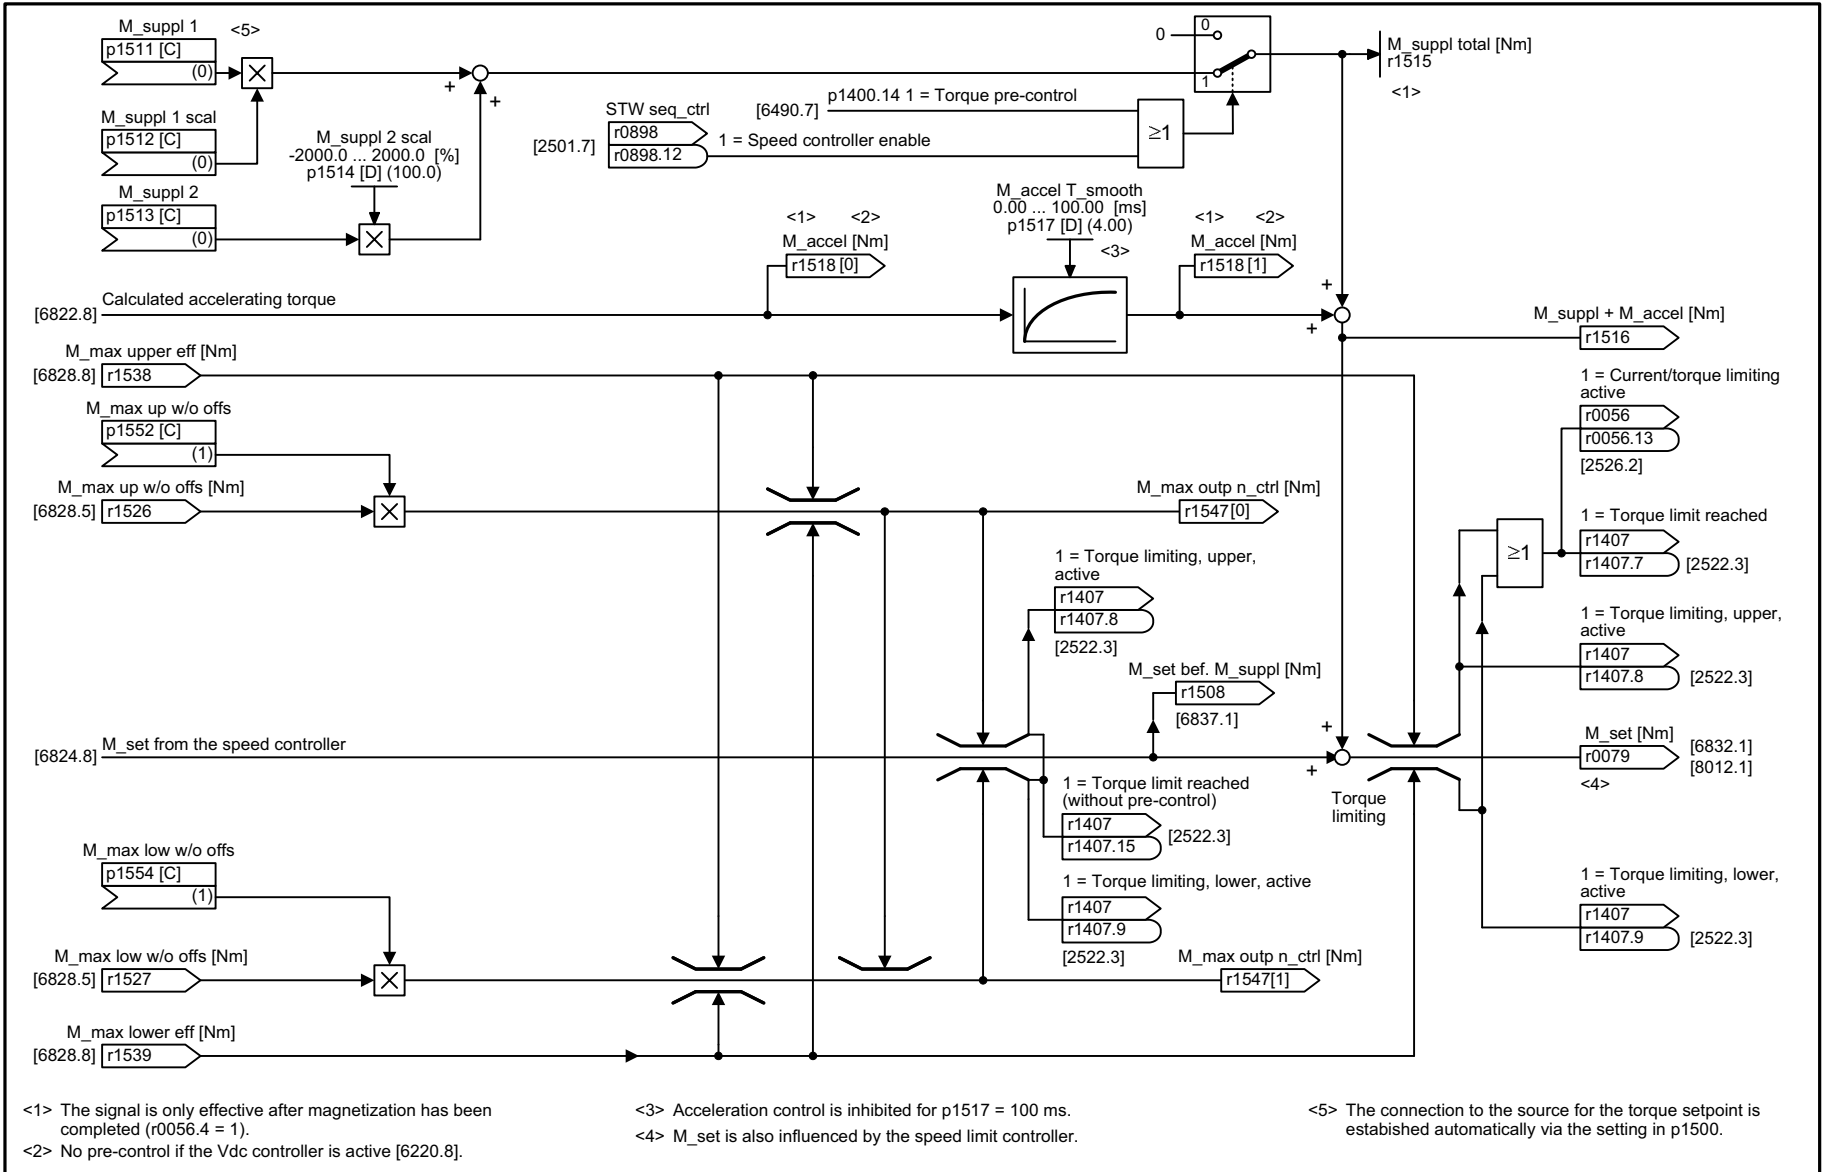 M_suppl 1
<5>
p1511 [C]
(0)
M_suppl 1 scal
p1512 [C]
(0)
M_suppl 2 scal
-2000.0 ... 2000.0 [%]
p1514 [D] (100.0)
M_suppl 2
p1513 [C]
(0)
+
+
STW seq_ctrl
[2501.7]
r0898
r0898.12
[6490.7]
p1400.14 1 = Torque pre-control
1 = Speed controller enable
≥1
0
0
1
M_suppl total [Nm]
r1515
<1>
[6822.8]
Calculated accelerating torque
<1> <2>
M_accel [Nm]
r1518 [0]
M_accel T_smooth
0.00 ... 100.00 [ms]
p1517 [D] (4.00)
<3>
<1> <2>
M_accel [Nm]
r1518 [1]
+
+
M_suppl + M_accel [Nm]
r1516
M_max upper eff [Nm]
[6828.8]
r1538
M_max up w/o offs
p1552 [C]
(1)
M_max up w/o offs [Nm]
[6828.5]
r1526
M_max outp n_ctrl [Nm]
r1547[0]
1 = Current/torque limiting
active
r0056
r0056.13
[2526.2]
1 = Torque limit reached
r1407
r1407.7
[2522.3]
≥1
1 = Torque limiting, upper,
active
r1407
r1407.8
[2522.3]
1 = Torque limiting, upper,
active
r1407
r1407.8
[2522.3]
M_set bef. M_suppl [Nm]
r1508
[6837.1]
[6824.8]
M_set from the speed controller
+
+
Torque
limiting
M_set [Nm]
r0079
[6832.1]
[8012.1]
<4>
1 = Torque limit reached
(without pre-control)
r1407
r1407.15
[2522.3]
1 = Torque limiting, lower, active
r1407
r1407.9
[2522.3]
1 = Torque limiting, lower,
active
r1407
r1407.9
[2522.3]
M_max low w/o offs
p1554 [C]
(1)
M_max low w/o offs [Nm]
[6828.5]
r1527
M_max outp n_ctrl [Nm]
r1547[1]
M_max lower eff [Nm]
[6828.8]
r1539
<1> The signal is only effective after magnetization has been
completed (r0056.4 = 1).
<2> No pre-control if the Vdc controller is active [6220.8].
<3> Acceleration control is inhibited for p1517 = 100 ms.
<4> M_set is also influenced by the speed limit controller.
<5> The connection to the source for the torque setpoint is
estabished automatically via the setting in p1500.